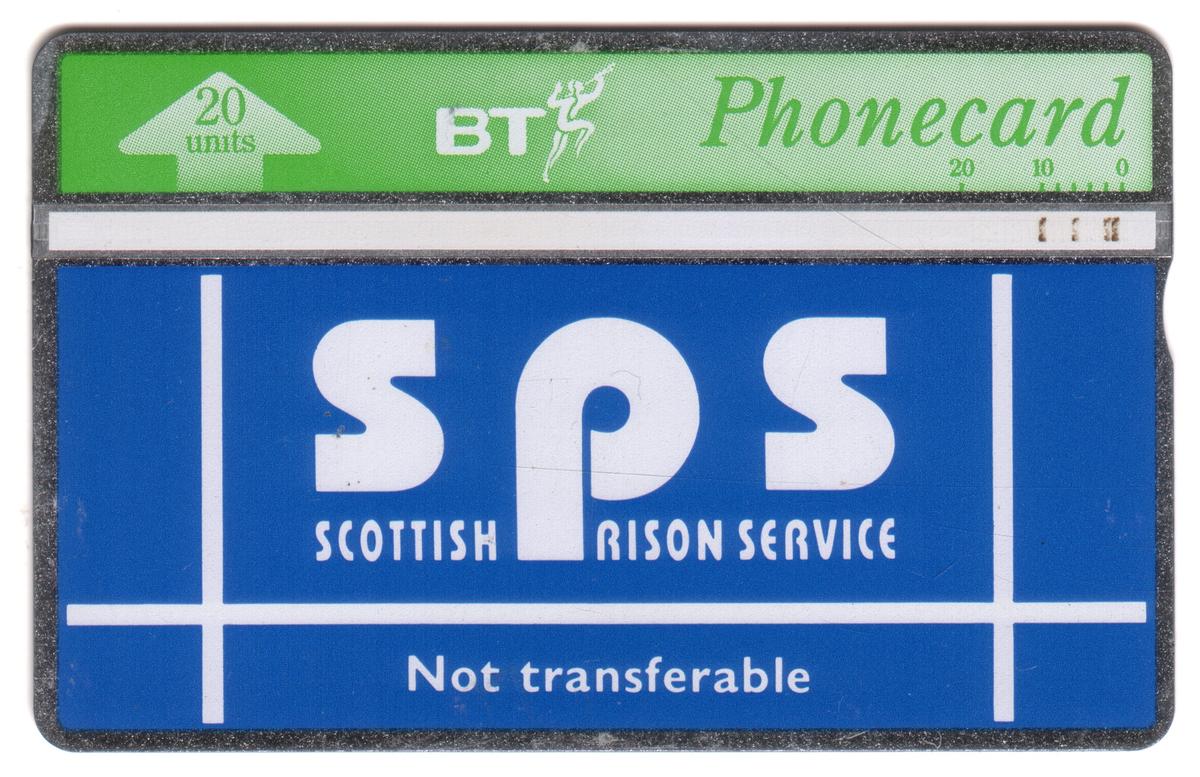 20
units
BT
Phonecard
20 10 0
SPS
SCOTTISH PRISON SERVICE
Not transferable